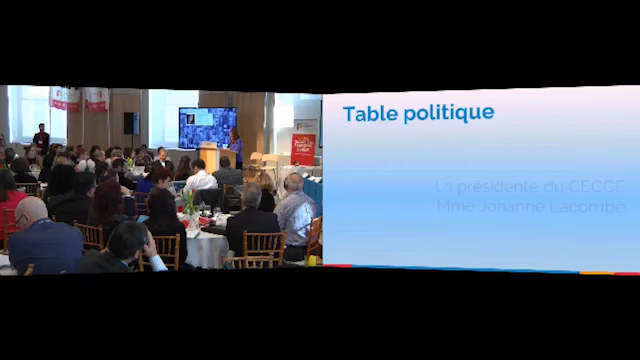 Table politique
La présidente du CECCE
Mme Johanne Lacombe